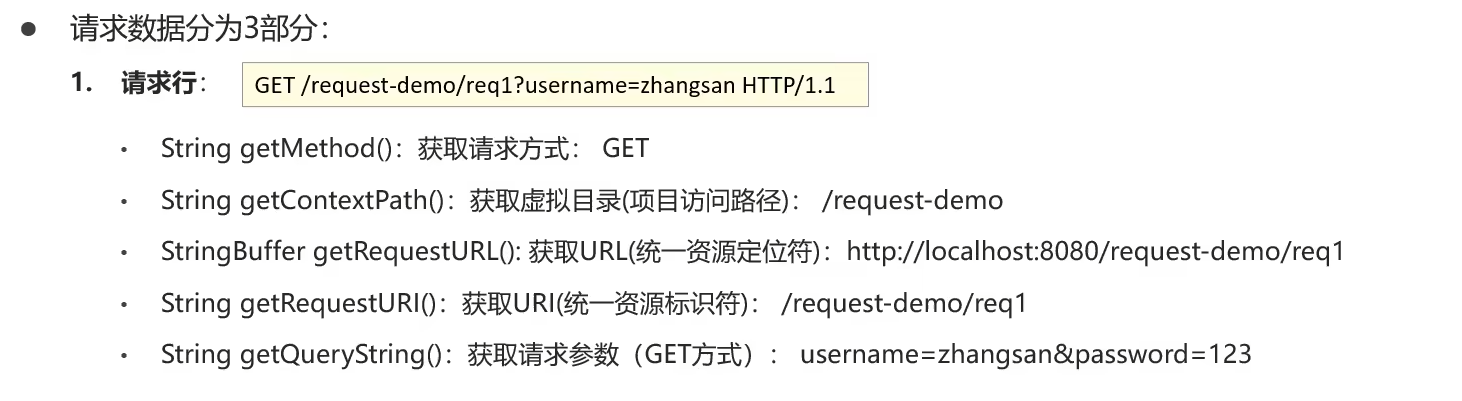 ● 请求数据分为3部分：
1. 请求行： GET /request-demo/req1?username=zhangsan HTTP/1.1
• String getMethod()：获取请求方式： GET
• String getContextPath()：获取虚拟目录(项目访问路径)： /request-demo
• StringBuffer getRequestURL(): 获取URL(统一资源定位符)：http://localhost:8080/request-demo/req1
• String getRequestURI()：获取URI(统一资源标识符)： /request-demo/req1
• String getQueryString()：获取请求参数（GET方式）： username=zhangsan&password=123